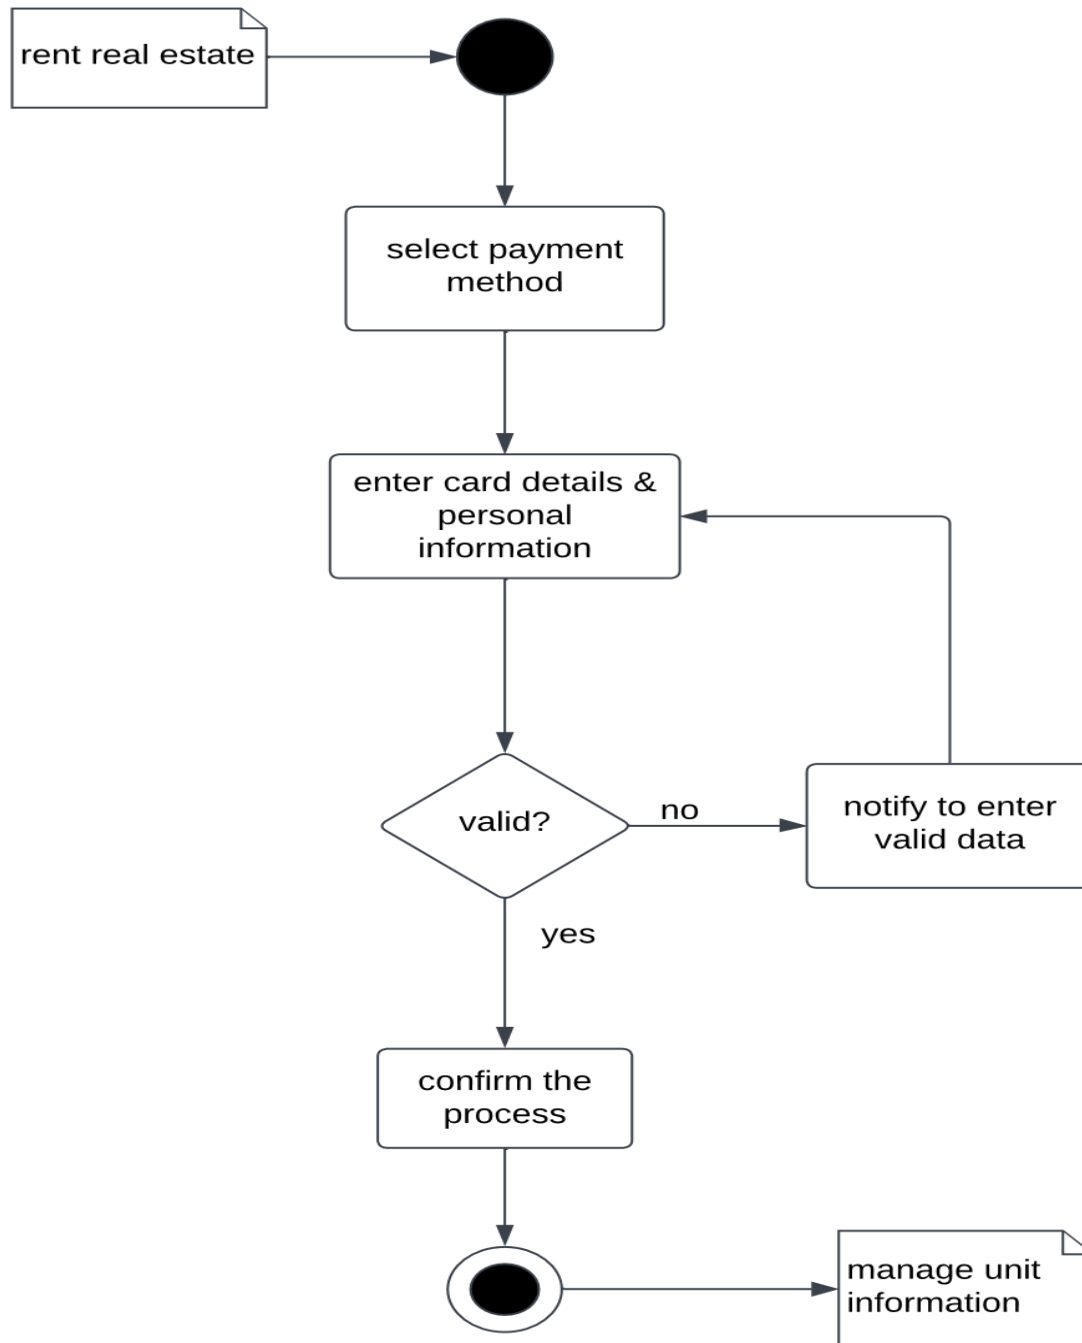 rent real estate
select payment
method
enter card details &
personal
information
valid?
no
notify to enter
valid data
yes
confirm the
process
manage unit
information